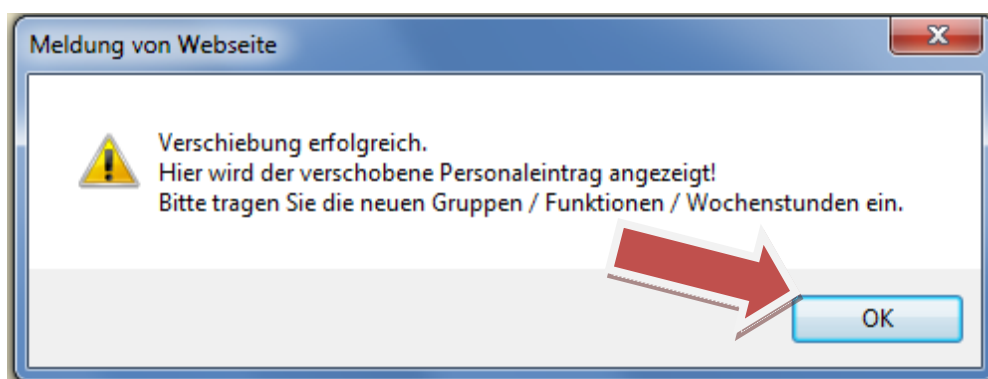 Meldung von Webseite
Verschiebung erfolgreich.
Hier wird der verschobene Personaleintrag angezeigt!
Bitte tragen Sie die neuen Gruppen / Funktionen / Wochenstunden ein.
OK